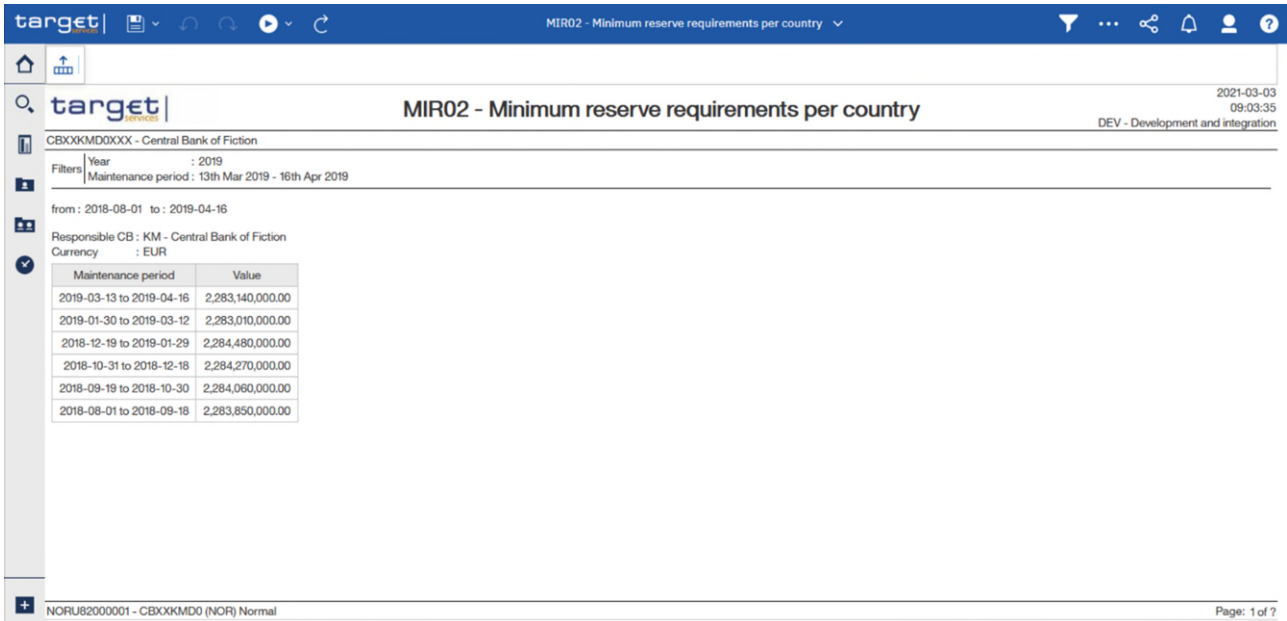 target| services MIR02 - Minimum reserve requirements per country
target| services MIR02 - Minimum reserve requirements per country 2021-03-03
09:03:35
DEV - Development and integration
CBXXKMD0XXX - Central Bank of Fiction
Filters Year : 2019
Maintenance period : 13th Mar 2019 - 16th Apr 2019
from : 2018-08-01 to : 2019-04-16
Responsible CB : KM - Central Bank of Fiction
Currency : EUR
Maintenance period Value
2019-03-13 to 2019-04-16 2,283,140,000.00
2019-01-30 to 2019-03-12 2,283,010,000.00
2018-12-19 to 2019-01-29 2,284,480,000.00
2018-10-31 to 2018-12-18 2,284,270,000.00
2018-09-19 to 2018-10-30 2,284,060,000.00
2018-08-01 to 2018-09-18 2,283,850,000.00
NORU82000001 - CBXXKMD0 (NOR) Normal Page: 1 of ?